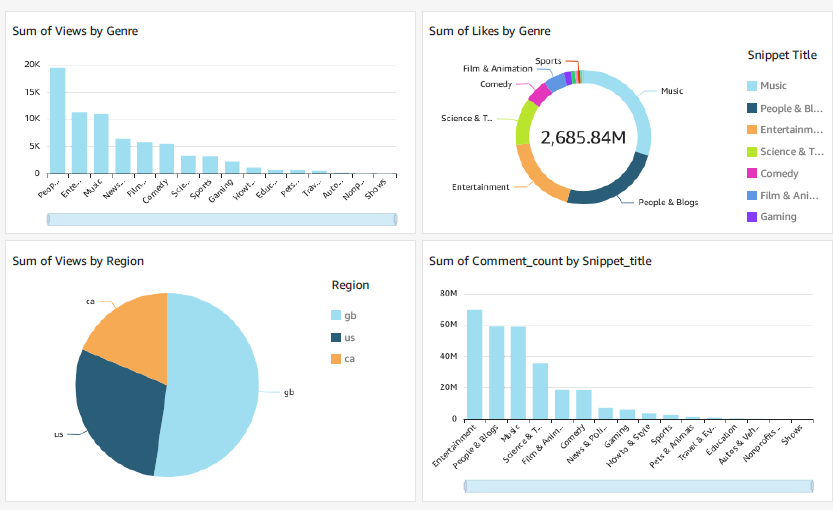 Sum of Views by Genre
20K
15K
10K
5K
0
Peop...
Ente...
Music
News...
Film...
Comedy
Scie...
Sports
Gaming
Howt...
Educ...
Pets...
Trav...
Auto...
Nonp...
Shows
Sum of Likes by Genre
Sports
Film & Animation
Comedy
Science & T...
Entertainment
Music
People & Blogs
2,685.84M
Snippet Title
Music
People & Bl...
Entertainm...
Science & T...
Comedy
Film & Ani...
Gaming
Sum of Views by Region
ca
us
gb
Region
gb
us
ca
Sum of Comment_count by Snippet_title
80M
60M
40M
20M
0
Entertainment
People & Blogs
Music
Science & T...
Film & Anim...
Comedy
News & Poli...
Gaming
Howto & Style
Sports
Pets & Animals
Travel & Ev...
Education
Autos & Veh...
Nonprofits ...
Shows